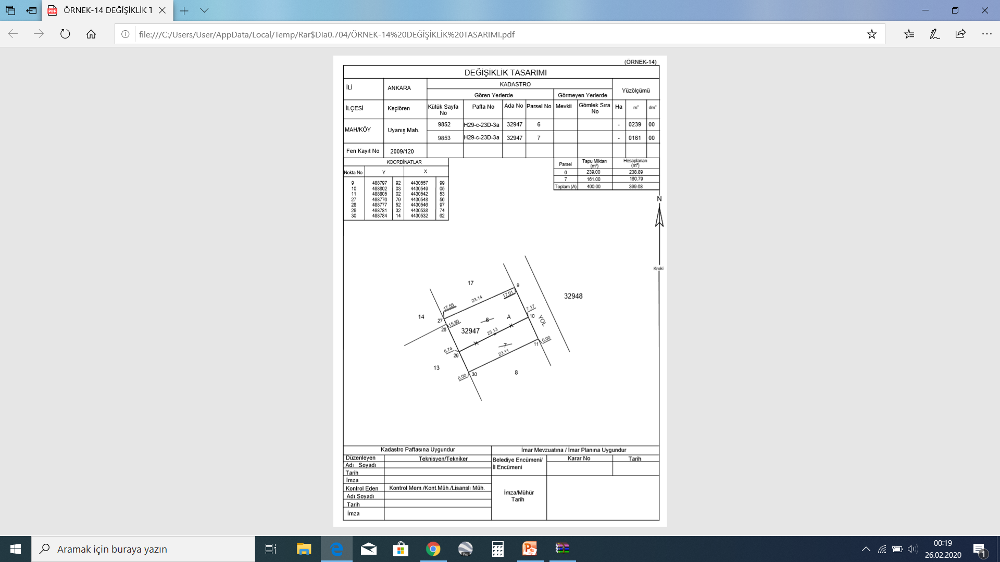 ÖRNEK-14 DEĞİŞİKLİK T
file:///C:/Users/User/AppData/Local/Temp/Rar$DIa0.704/ÖRNEK-14%20DEĞİŞİKLİK%20TASARIMI.pdf
(ÖRNEK-14)
DEĞİŞİKLİK TASARIMI
İLİ ANKARA KADASTRO Yüzölçümü
Gören Yerlerde Görmeyen Yerlerde
İLÇESİ Keçiören Kütük Sayfa No Pafta No Ada No Parsel No Mevkii Gömlek Sıra No Ha m² dm²
MAH/KÖY Uyanış Mah. 9852 H29-c-23D-3a 32947 6 - 0239 00
9853 H29-c-23D-3a 32947 7 - 0161 00
Fen Kayıt No 2009/120
KOORDİNATLAR
Nokta No Y X
9 488797 92 4430557 99
10 488802 03 4430549 05
11 488805 02 4430542 53
27 488776 79 4430548 56
28 488777 52 4430546 97
29 488781 32 4430538 74
30 488784 14 4430532 62
Parsel Tapu Miktarı (m²) Hesaplanan (m²)
6 239.00 238.89
7 161.00 160.79
Toplam (A) 400.00 399.68
N
Kroki
17
9
32948
17.01
23.14
17.55
7.17
14
27
A
10
YOL
6
15.80
28
32947
23.13
0.00
11
7
6.74
29
23.11
13
8
0.00
30
Kadastro Paftasına Uygundur
Düzenleyen Teknisyen/Tekniker
Adı Soyadı
Tarih
İmza
Kontrol Eden Kontrol Mem./Kont.Müh./Lisanslı Müh.
Adı Soyadı
Tarih
İmza
İmar Mevzuatına / İmar Planına Uygundur
Belediye Encümeni/ Karar No Tarih
İl Encümeni
İmza/Mühür
Tarih
Aramak için buraya yazın
Pro
00:19
26.02.2020
1